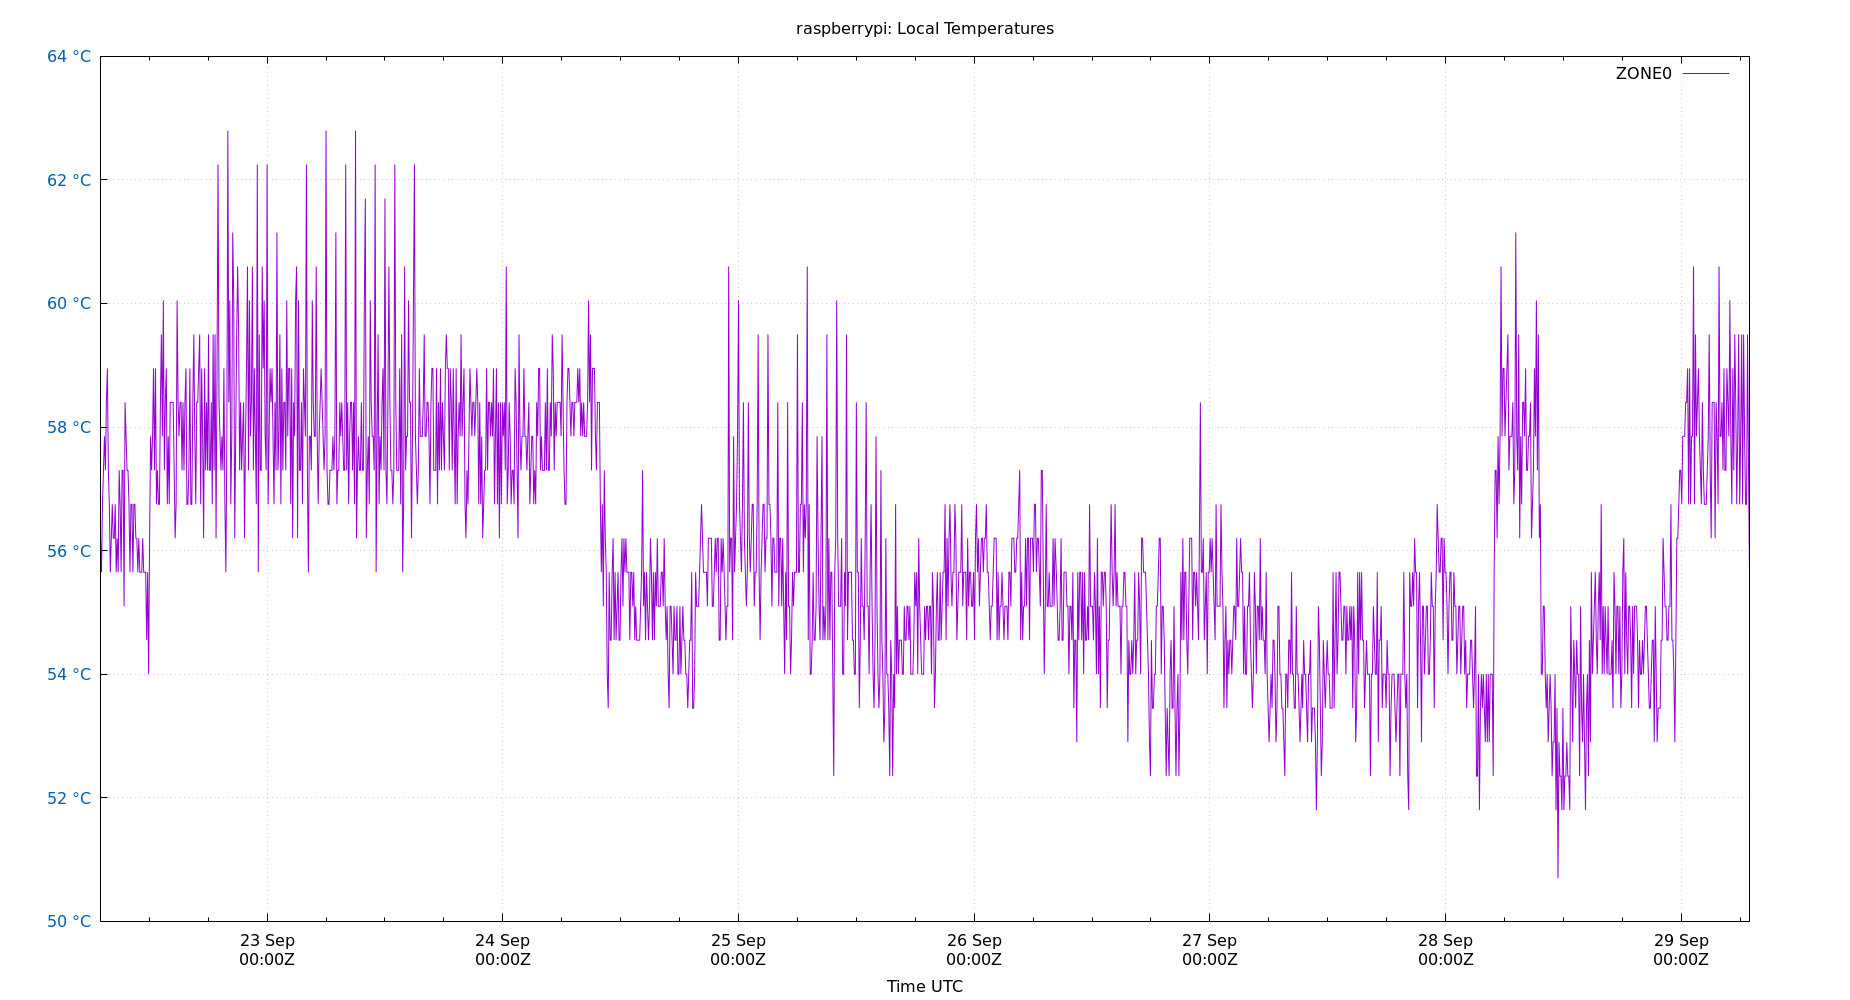 raspberrypi: Local Temperatures
ZONE0
64 °C
62 °C
60 °C
58 °C
56 °C
54 °C
52 °C
50 °C
23 Sep 24 Sep 25 Sep 26 Sep 27 Sep 28 Sep 29 Sep
00:00Z 00:00Z 00:00Z 00:00Z 00:00Z 00:00Z 00:00Z
Time UTC